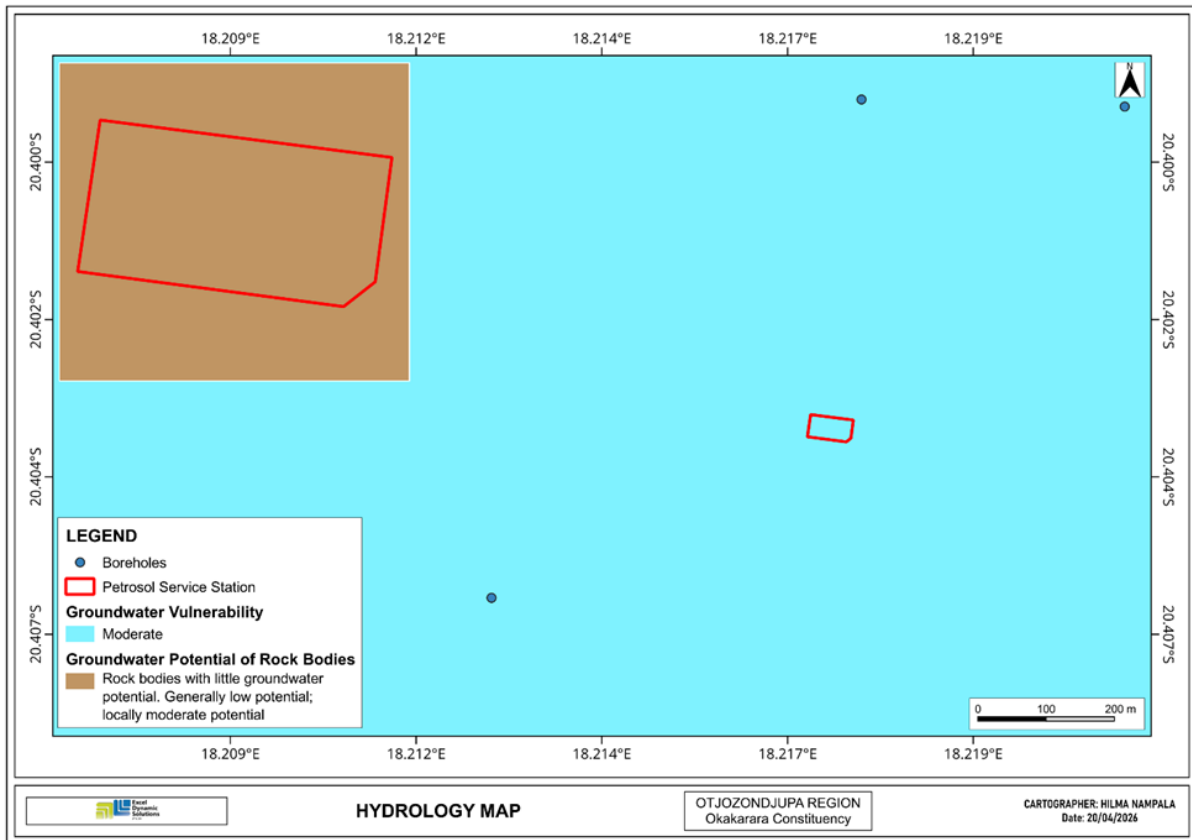 18.209°E 18.212°E 18.214°E 18.217°E 18.219°E
N
20.400°S 20.400°S
20.402°S 20.402°S
20.404°S 20.404°S
20.407°S 20.407°S
LEGEND
Boreholes
Petrosol Service Station
Groundwater Vulnerability
Moderate
Groundwater Potential of Rock Bodies
Rock bodies with little groundwater
potential. Generally low potential;
locally moderate potential
0 100 200 m
18.209°E 18.212°E 18.214°E 18.217°E 18.219°E
Excel
Dynamic
Solutions
HYDROLOGY MAP
OTJOZONDJUPA REGION
Okakarara Constituency
CARTOGRAPHER: HILMA NAMPALA
Date: 20/04/2026